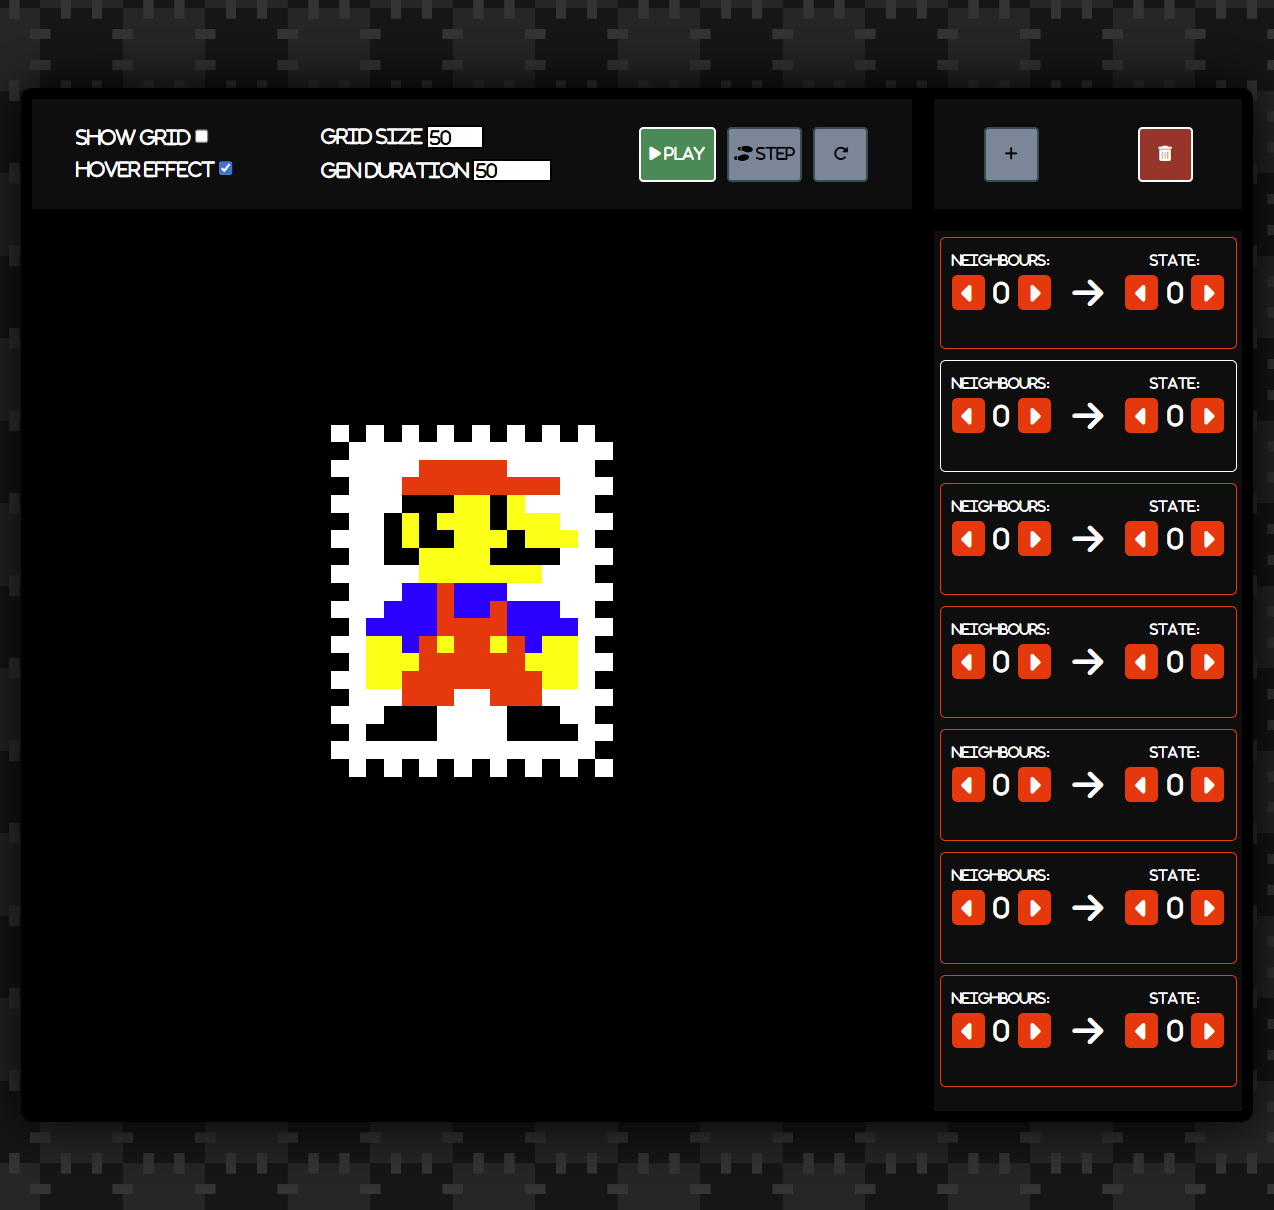 SHOW GRID
HOVER EFFECT
GRID SIZE 50
GEN DURATION 50
PLAY
STEP
+
NEIGHBOURS: STATE:
0 → 0
NEIGHBOURS: STATE:
0 → 0
NEIGHBOURS: STATE:
0 → 0
NEIGHBOURS: STATE:
0 → 0
NEIGHBOURS: STATE:
0 → 0
NEIGHBOURS: STATE:
0 → 0
NEIGHBOURS: STATE:
0 → 0